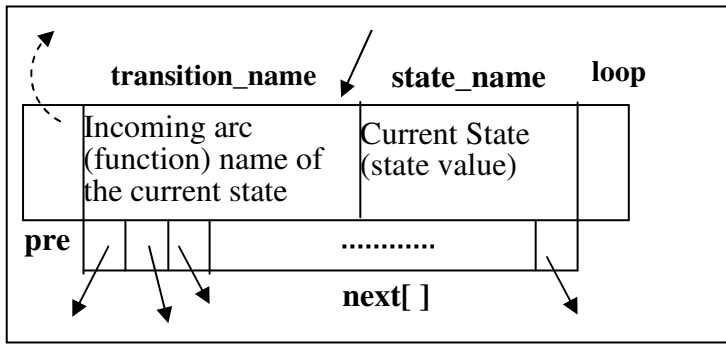 transition_name state_name loop
Incoming arc
(function) name of
the current state
Current State
(state value)
pre
............
next[ ]